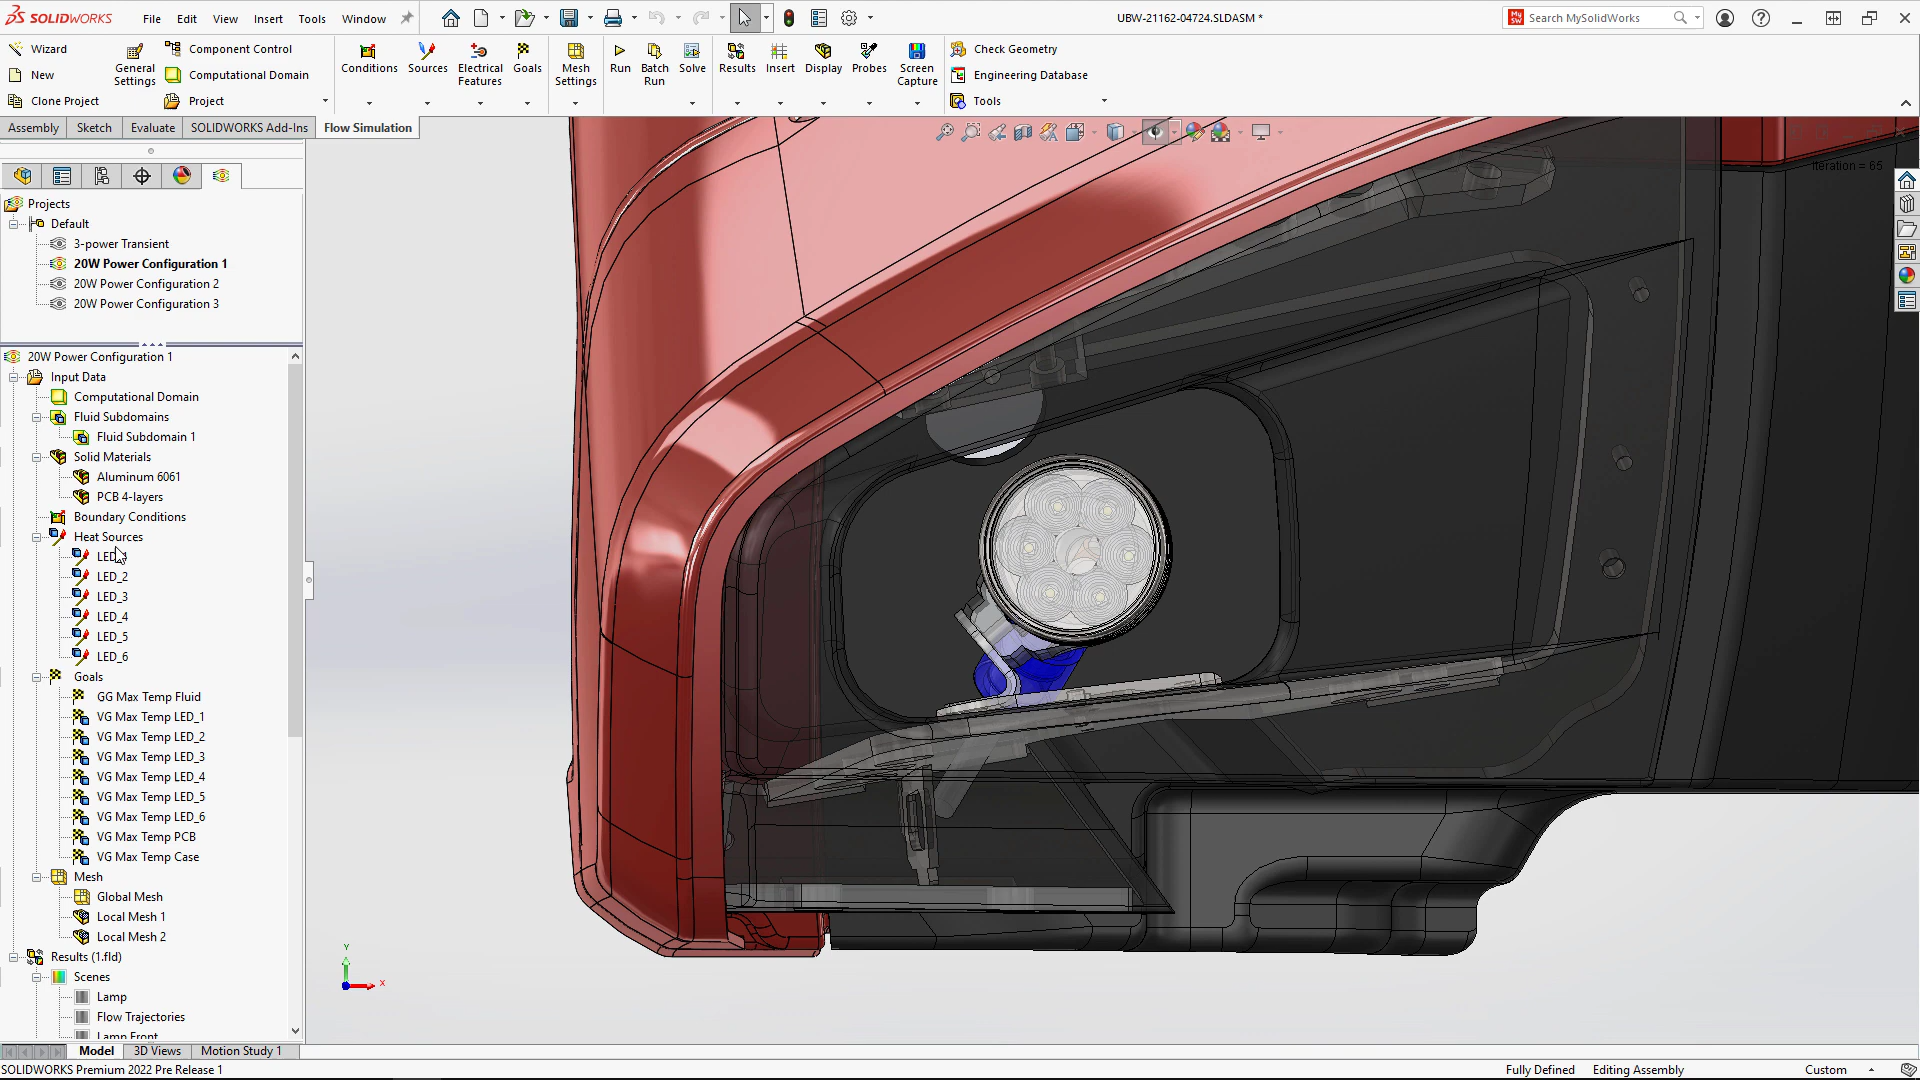 SOLIDWORKS File Edit View Insert Tools Window
UBW-21162-04724.SLDASM *
Search MySolidWorks
Wizard
New
Clone Project
General Settings
Component Control
Computational Domain
Project
Conditions
Sources
Electrical Features
Goals
Mesh Settings
Run
Batch Run
Solve
Results
Insert
Display
Probes
Screen Capture
Check Geometry
Engineering Database
Tools
Assembly Sketch Evaluate SOLIDWORKS Add-Ins Flow Simulation
Iteration = 65
Projects
Default
3-power Transient
20W Power Configuration 1
20W Power Configuration 2
20W Power Configuration 3
20W Power Configuration 1
Input Data
Computational Domain
Fluid Subdomains
Fluid Subdomain 1
Solid Materials
Aluminum 6061
PCB 4-layers
Boundary Conditions
Heat Sources
LED_1
LED_2
LED_3
LED_4
LED_5
LED_6
Goals
GG Max Temp Fluid
VG Max Temp LED_1
VG Max Temp LED_2
VG Max Temp LED_3
VG Max Temp LED_4
VG Max Temp LED_5
VG Max Temp LED_6
VG Max Temp PCB
VG Max Temp Case
Mesh
Global Mesh
Local Mesh 1
Local Mesh 2
Results (1.fld)
Scenes
Lamp
Flow Trajectories
Lamp Front
Y
X
Model 3D Views Motion Study 1
SOLIDWORKS Premium 2022 Pre Release 1
Fully Defined Editing Assembly Custom